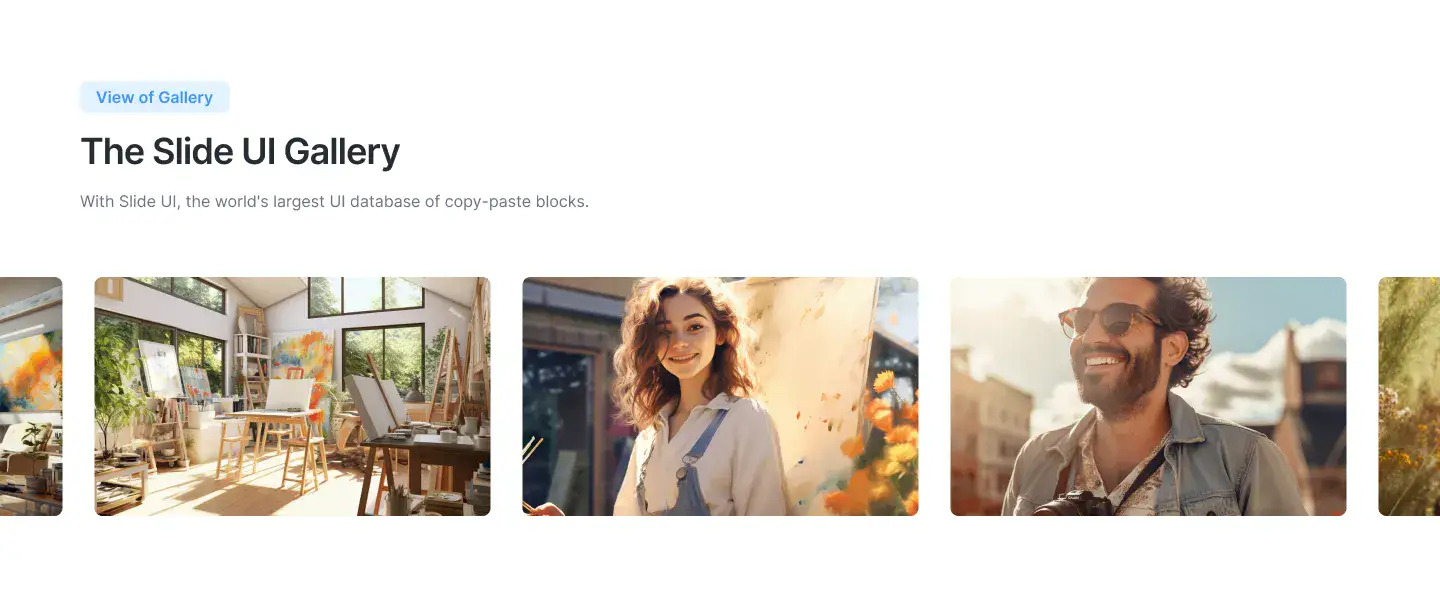 View of Gallery
The Slide UI Gallery
With Slide UI, the world's largest UI database of copy-paste blocks.